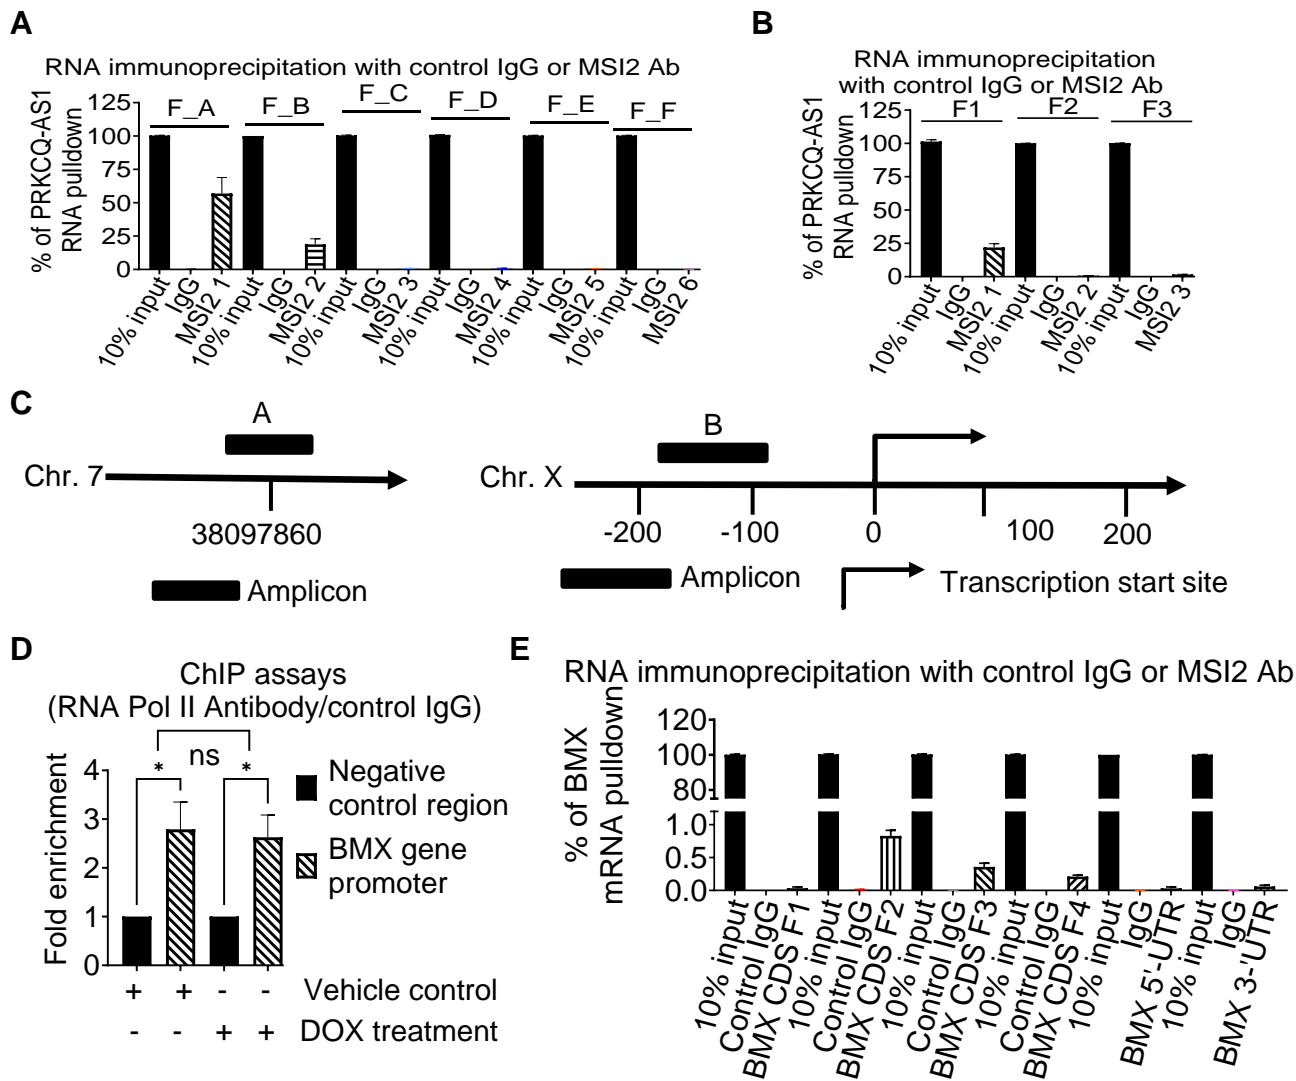 A
RNA immunoprecipitation with control IgG or MSI2 Ab
F_A F_B F_C F_D F_E F_F
% of PRKCQ-AS1
RNA pulldown
125
100
75
50
25
0
10% input
IgG
MSI2 1
10% input
IgG
MSI2 2
10% input
IgG
MSI2 3
10% input
IgG
MSI2 4
10% input
IgG
MSI2 5
10% input
IgG
MSI2 6
B
RNA immunoprecipitation
with control IgG or MSI2 Ab
F1 F2 F3
% of PRKCQ-AS1
RNA pulldown
125
100
75
50
25
0
10% input
IgG
MSI2 1
10% input
IgG
MSI2 2
10% input
IgG
MSI2 3
C
A
Chr. 7
38097860
Amplicon
B
Chr. X
-200 -100 0 100 200
Amplicon
Transcription start site
D
ChIP assays
(RNA Pol II Antibody/control IgG)
ns
* *
Fold enrichment
4
3
2
1
0
Negative
control region
BMX gene
promoter
+ + - - Vehicle control
- - + + DOX treatment
E
RNA immunoprecipitation with control IgG or MSI2 Ab
% of BMX
mRNA pulldown
120
100
80
1.0
0.5
0.0
10% input
Control IgG
BMX CDS F1
10% input
Control IgG
BMX CDS F2
10% input
Control IgG
BMX CDS F3
10% input
Control IgG
BMX CDS F4
10% input
IgG
BMX 5'-UTR
10% input
IgG
BMX 3-'UTR